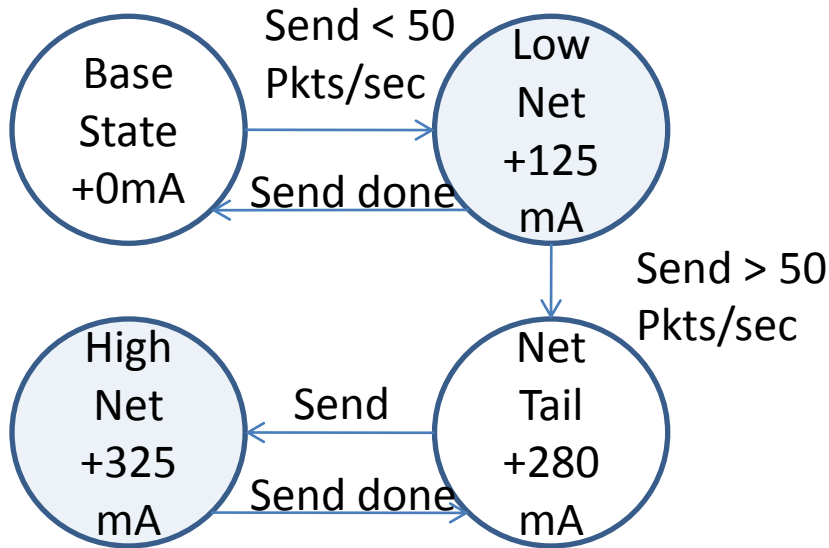 Base
State
+0mA
Send < 50
Pkts/sec
Send done
Low
Net
+125
mA
Send > 50
Pkts/sec
High
Net
+325
mA
Send
Send done
Net
Tail
+280
mA